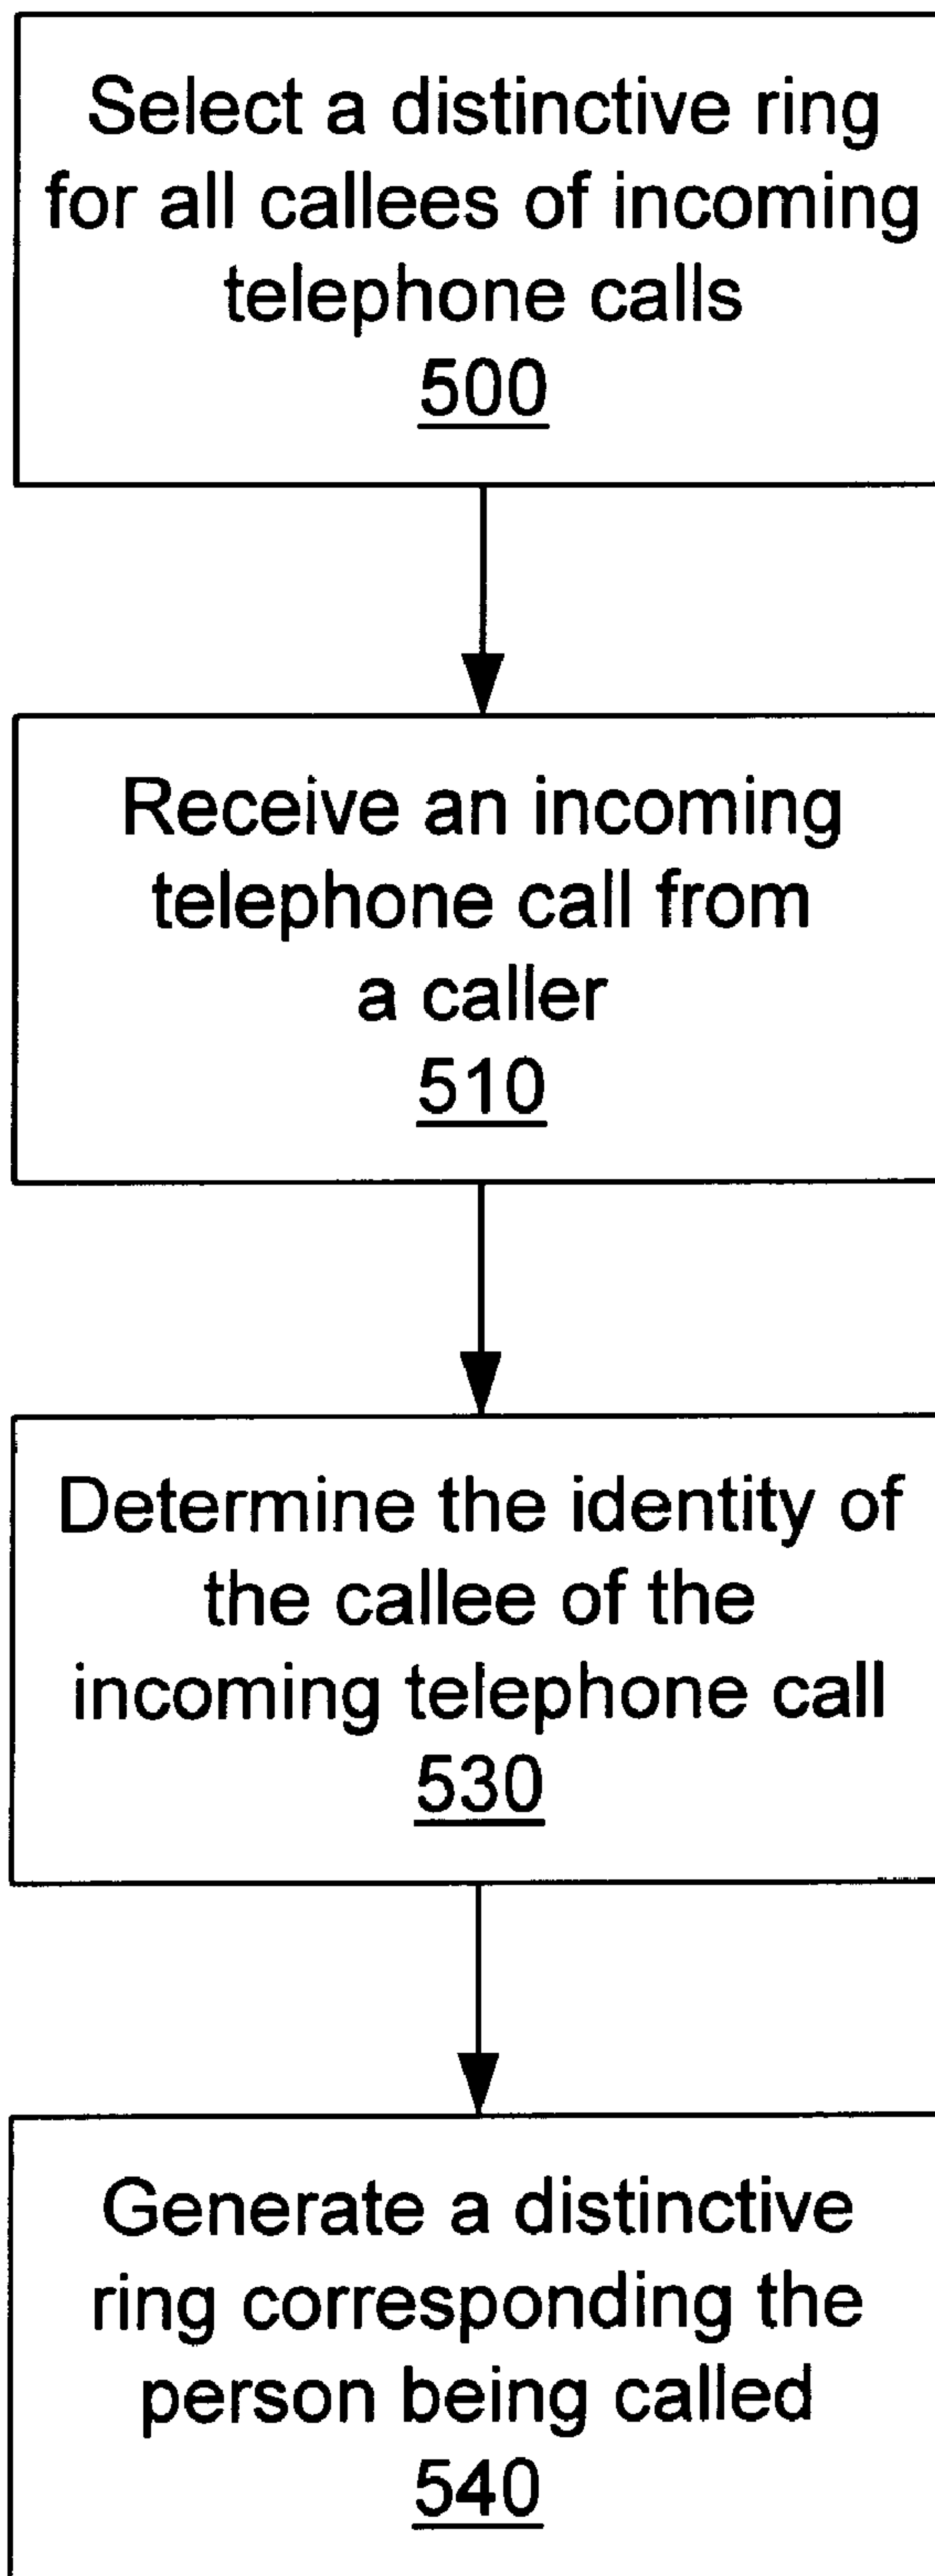 Select a distinctive ring
for all callees of incoming
telephone calls
500
Receive an incoming
telephone call from
a caller
510
Determine the identity of
the callee of the
incoming telephone call
530
Generate a distinctive
ring corresponding the
person being called
540